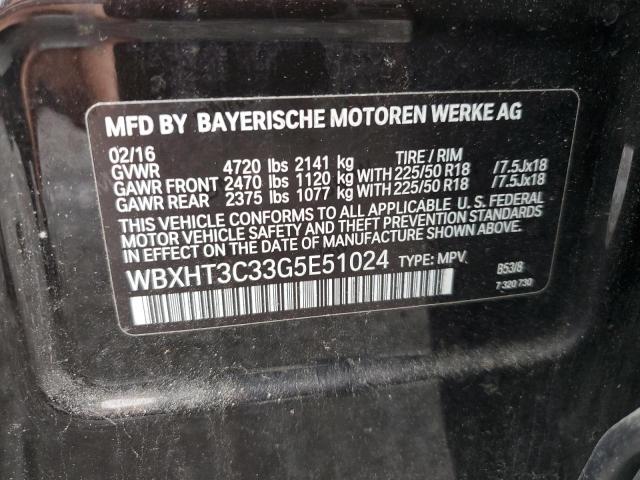 MFD BY BAYERISCHE MOTOREN WERKE AG
02/16 TIRE / RIM
GVWR 4720 lbs 2141 kg
GAWR FRONT 2470 lbs 1120 kg WITH 225/50 R18 /7.5Jx18
GAWR REAR 2375 lbs 1077 kg WITH 225/50 R18 /7.5Jx18
THIS VEHICLE CONFORMS TO ALL APPLICABLE U. S. FEDERAL
MOTOR VEHICLE SAFETY AND THEFT PREVENTION STANDARDS
IN EFFECT ON THE DATE OF MANUFACTURE SHOWN ABOVE.
WBXHT3C33G5E51024 TYPE: MPV B53/8
7 320 730